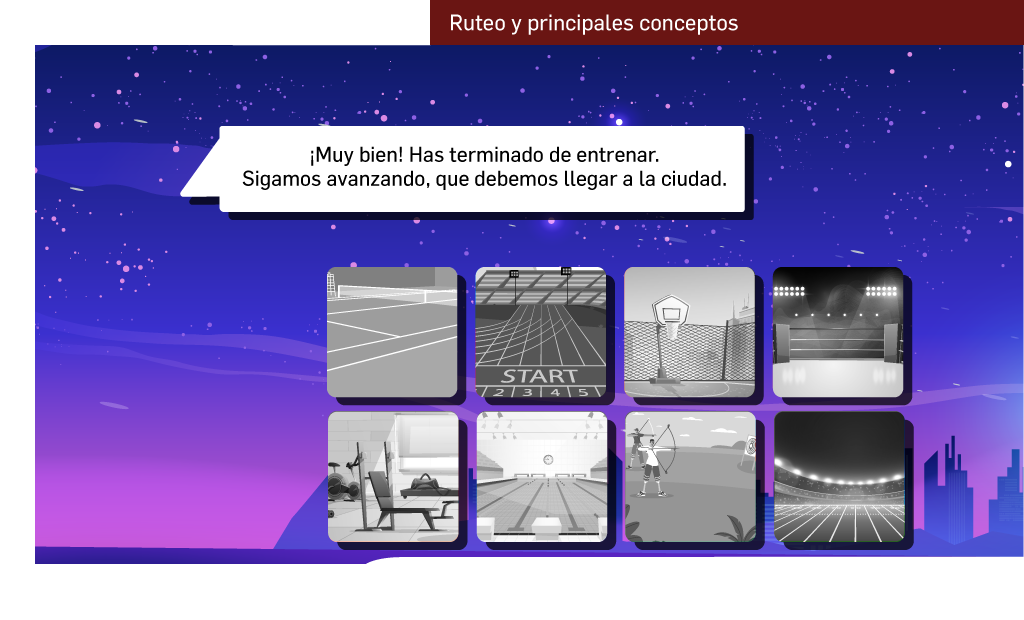 Ruteo y principales conceptos
¡Muy bien! Has terminado de entrenar.
Sigamos avanzando, que debemos llegar a la ciudad.
START
2 3 4 5